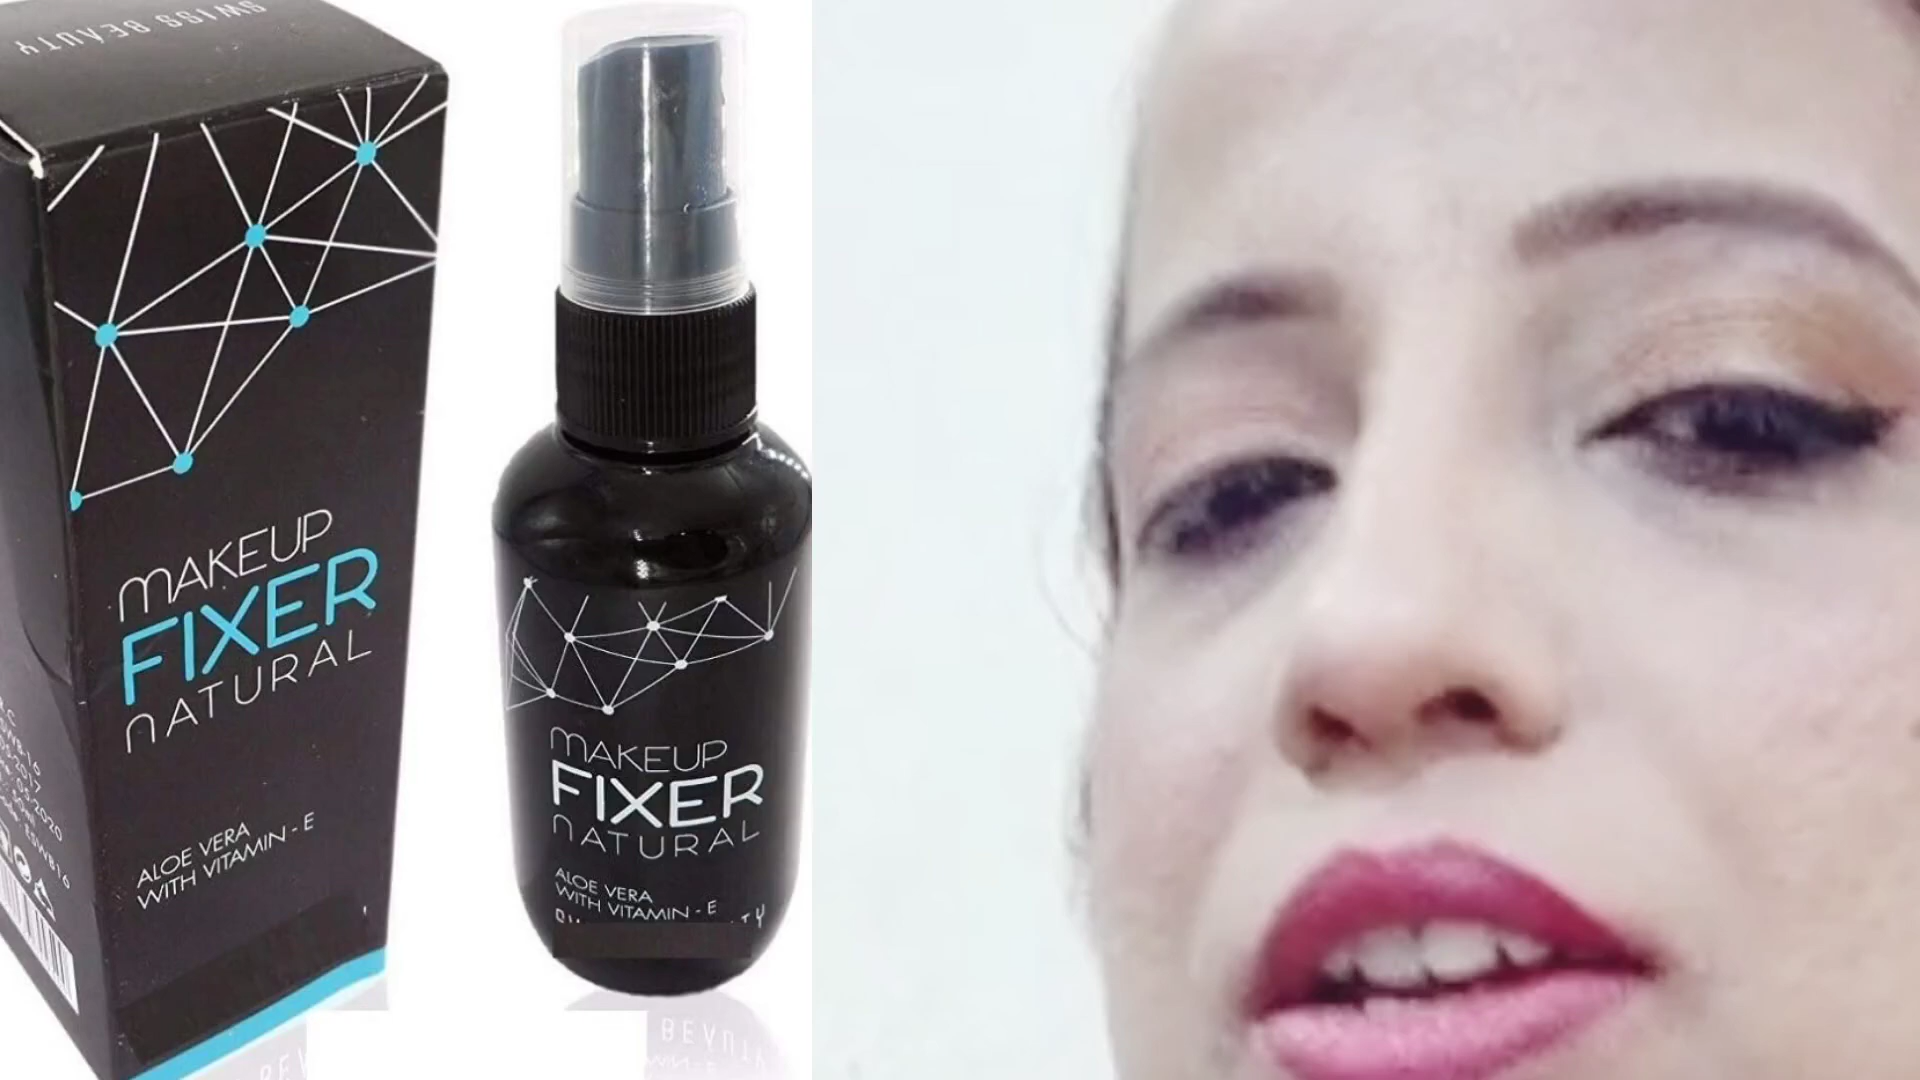 SWISS BEAUTY
MAKEUP
FIXER
NATURAL
ALOE VERA
WITH VITAMIN - E
MAKEUP
FIXER
NATURAL
ALOE VERA
WITH VITAMIN - E